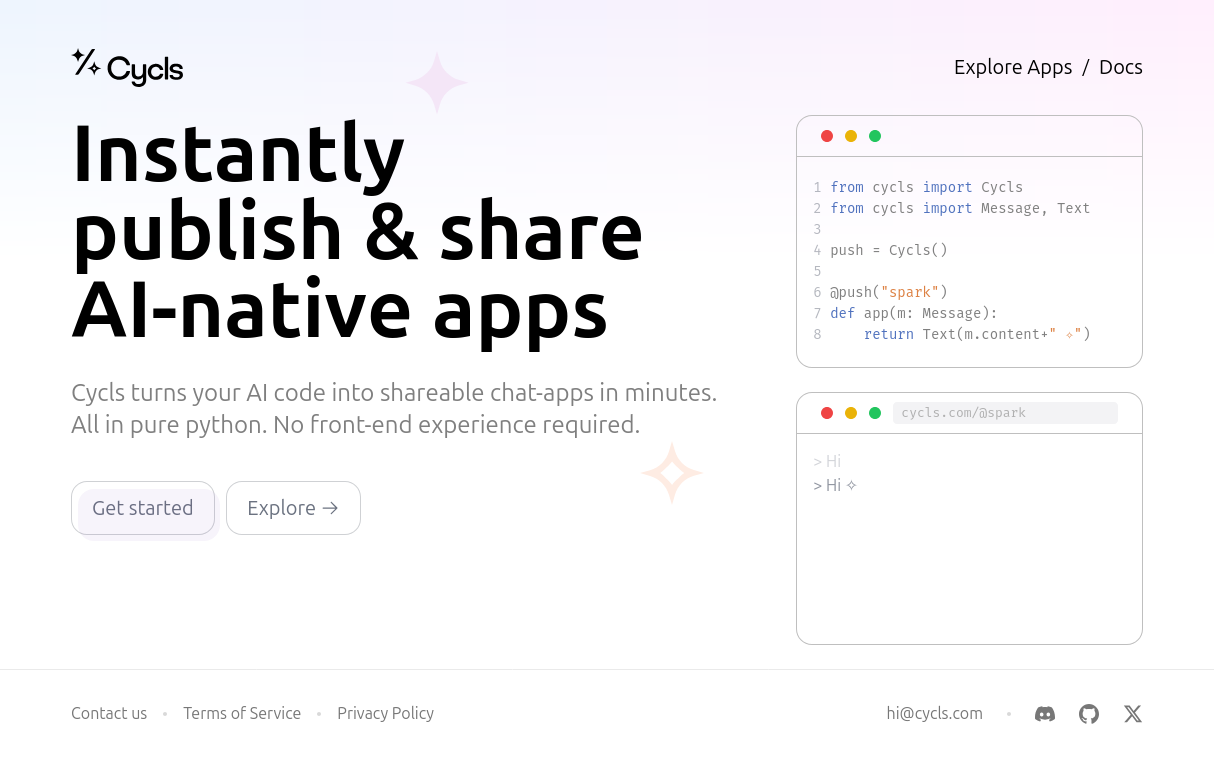 Cycls
Explore Apps / Docs
Instantly
publish & share
AI-native apps
Cycls turns your AI code into shareable chat-apps in minutes.
All in pure python. No front-end experience required.
Get started
Explore →
1 from cycls import Cycls
2 from cycls import Message, Text
3
4 push = Cycls()
5
6 @push("spark")
7 def app(m: Message):
8     return Text(m.content+" ✧")
cycls.com/@spark
> Hi
> Hi ✧
Contact us • Terms of Service • Privacy Policy
hi@cycls.com •